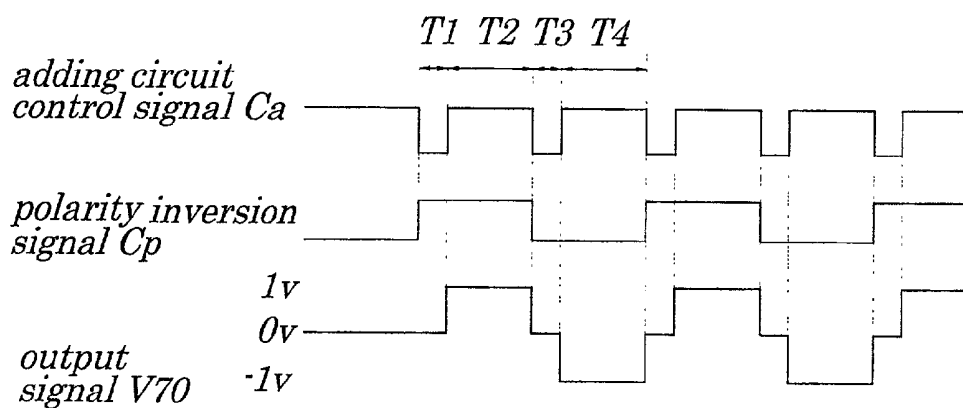 T1 T2 T3 T4
adding circuit
control signal Ca
polarity inversion
signal Cp
1v
0v
output
signal V70
-1v